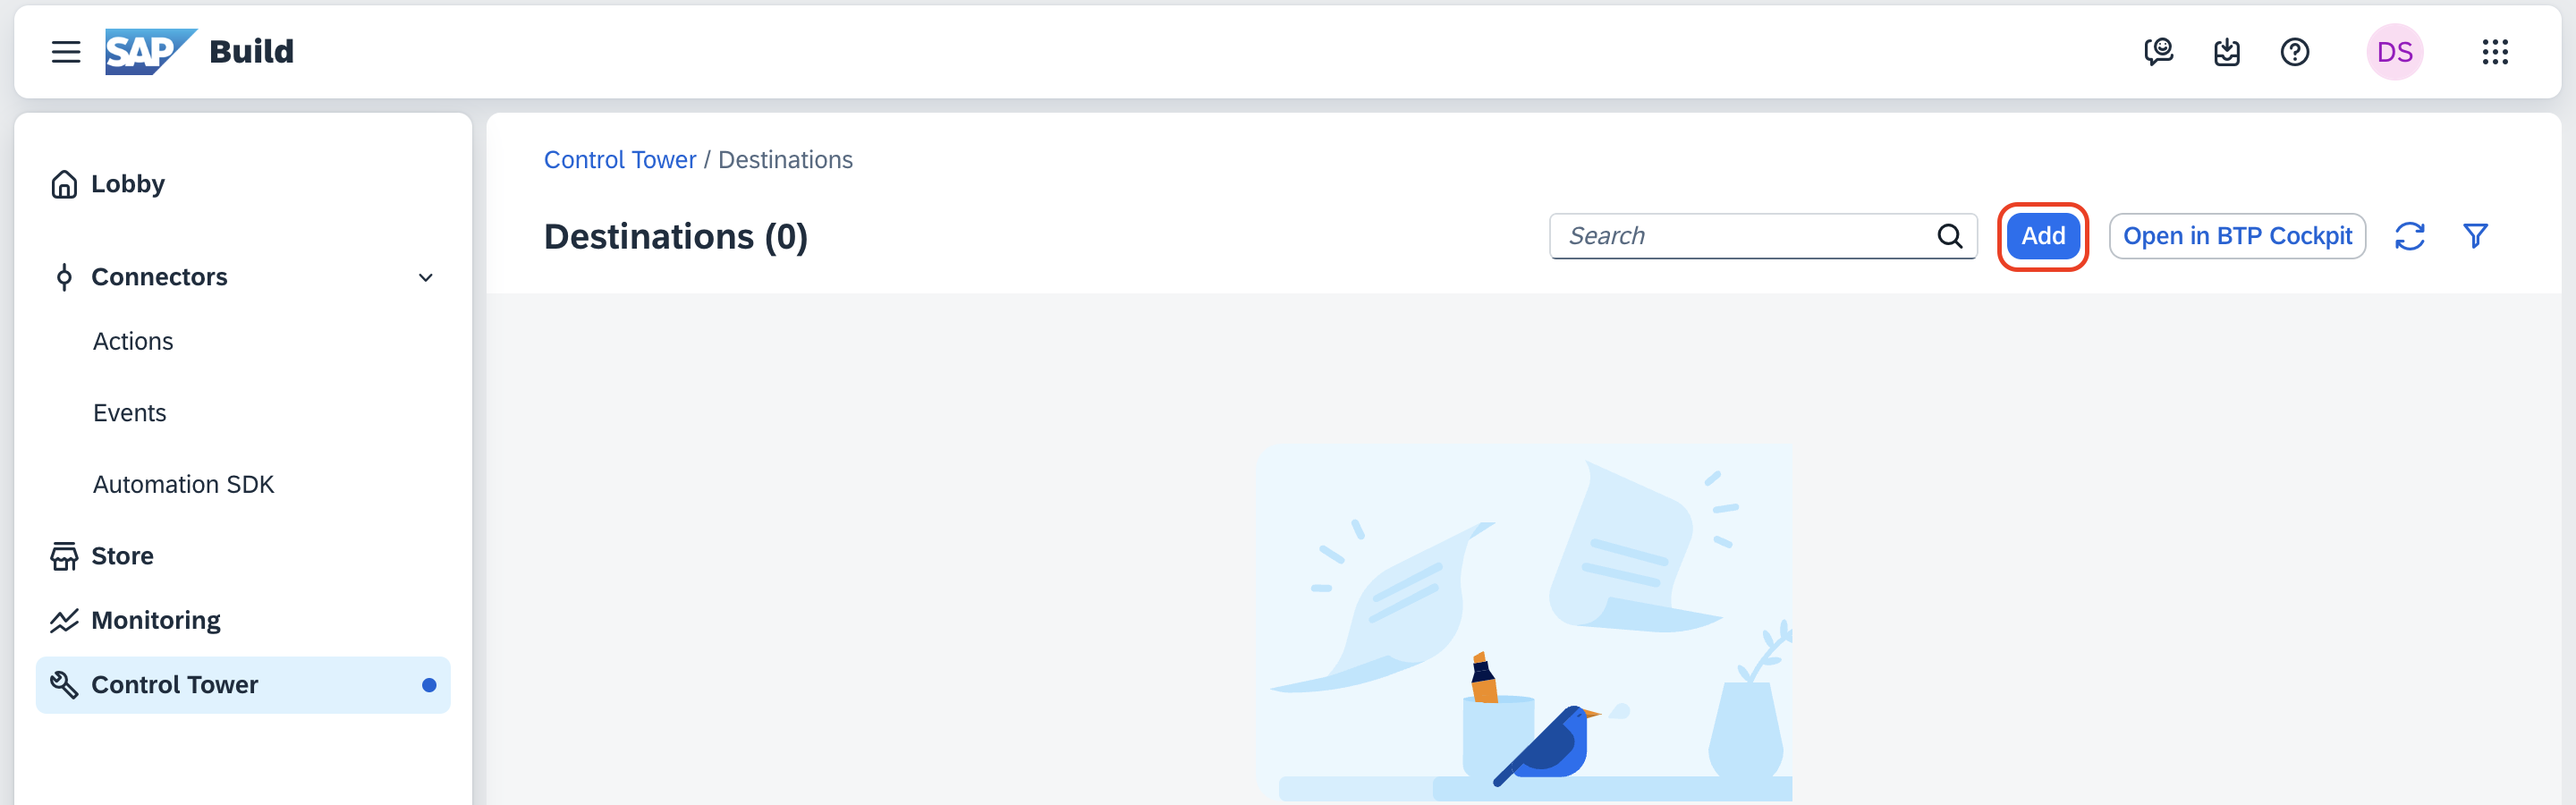 SAP Build
DS
Lobby
Connectors
Actions
Events
Automation SDK
Store
Monitoring
Control Tower
Control Tower / Destinations
Destinations (0)
Search
Add
Open in BTP Cockpit